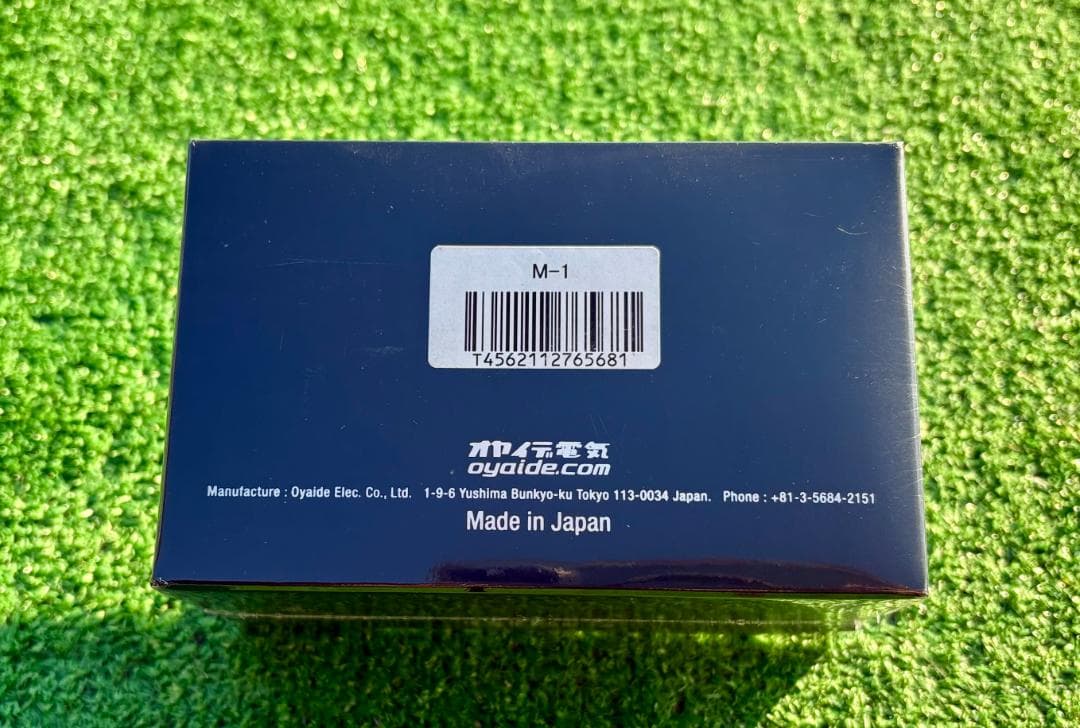 M-1
T4562112765681
オヤイデ電気
oyaide.com
Manufacture : Oyaide Elec. Co., Ltd. 1-9-6 Yushima Bunkyo-ku Tokyo 113-0034 Japan. Phone : +81-3-5684-2151
Made in Japan